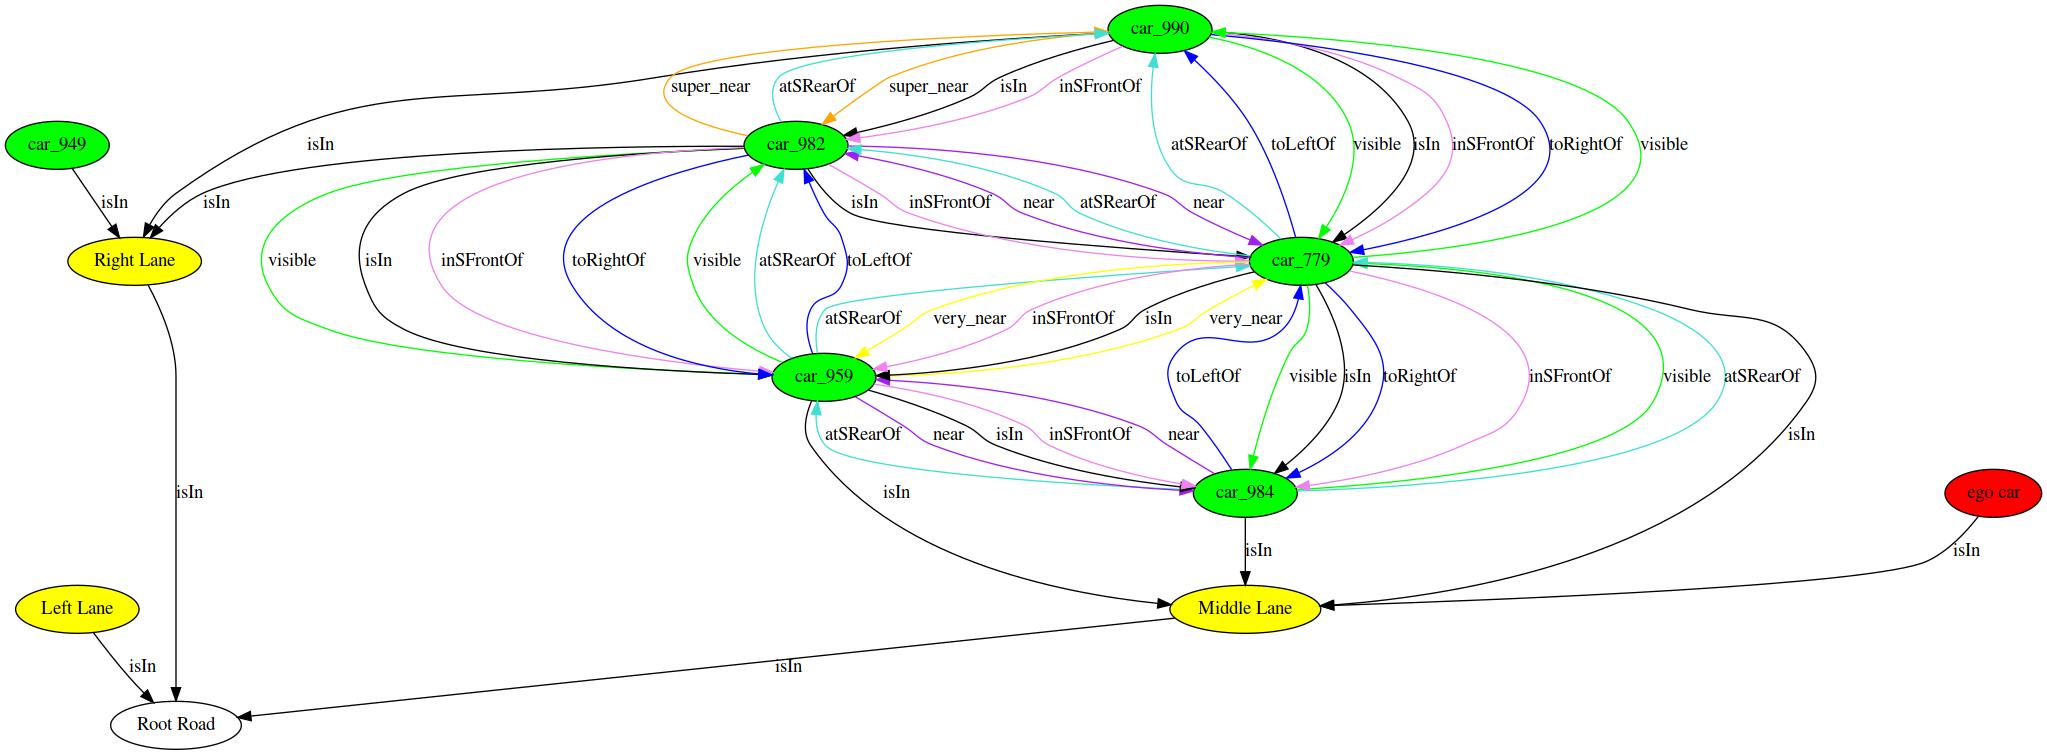 car_990
super_near atSRearOf super_near isIn inSFrontOf
car_949 isIn car_982 atSRearOf toLeftOf visible isIn inSFrontOf toRightOf visible
isIn isIn isIn inSFrontOf near atSRearOf near
Right Lane visible isIn inSFrontOf toRightOf visible atSRearOf toLeftOf car_779
atSRearOf very_near inSFrontOf isIn very_near
car_959 toLeftOf visible isIn toRightOf inSFrontOf visible atSRearOf
atSRearOf near isIn inSFrontOf near isIn
isIn isIn car_984 ego car
isIn isIn
Left Lane Middle Lane
isIn isIn
Root Road